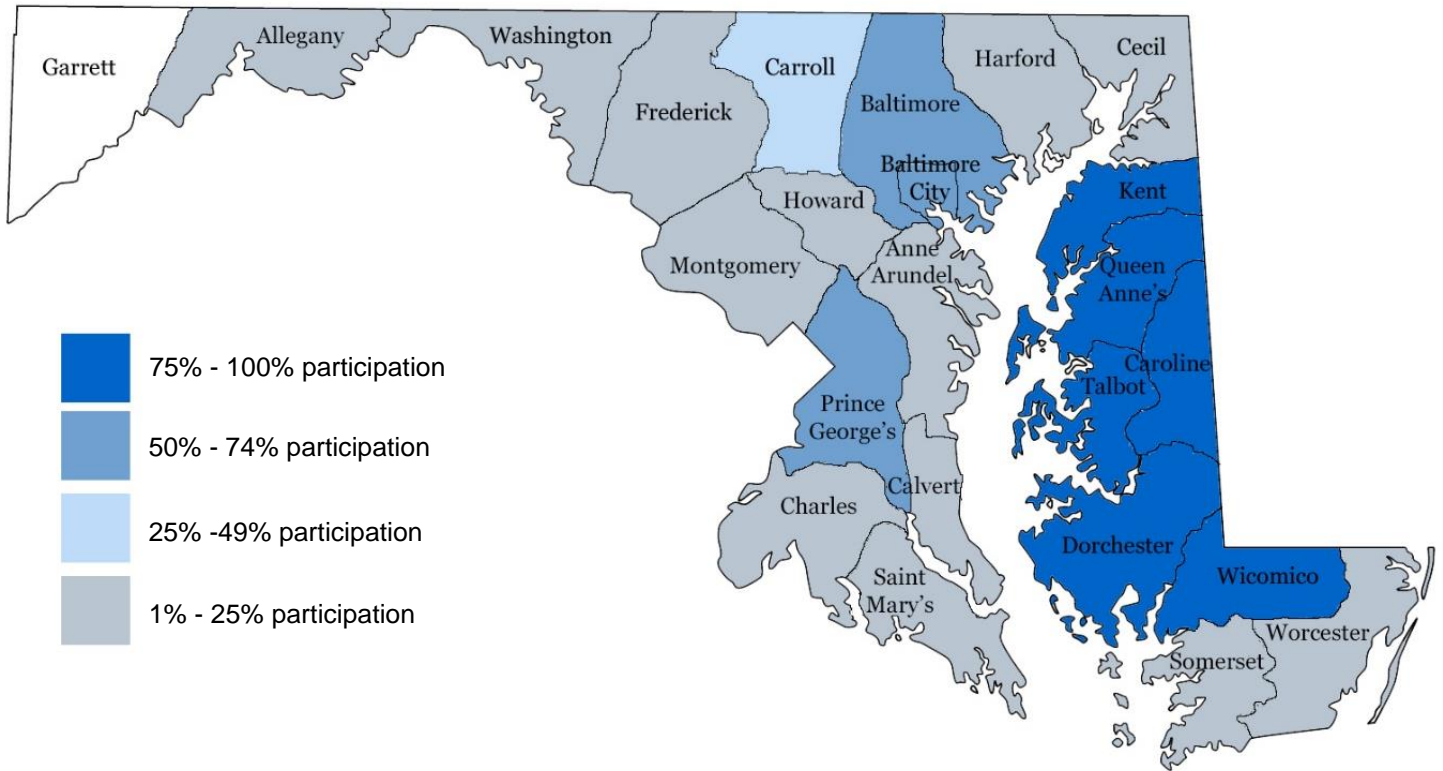 Garrett
Allegany
Washington
Frederick
Carroll
Baltimore
Baltimore
City
Harford
Cecil
Howard
Montgomery
Anne
Arundel
Kent
Queen
Anne's
Caroline
Talbot
Prince
George's
Calvert
Charles
Saint
Mary's
Dorchester
Wicomico
Worcester
Somerset
75% - 100% participation
50% - 74% participation
25% -49% participation
1% - 25% participation